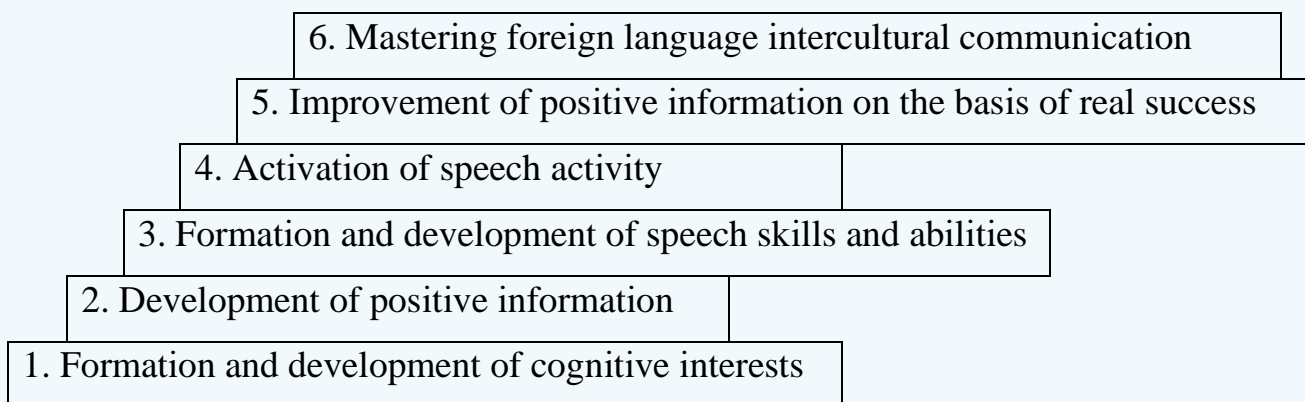 6. Mastering foreign language intercultural communication
5. Improvement of positive information on the basis of real success
4. Activation of speech activity
3. Formation and development of speech skills and abilities
2. Development of positive information
1. Formation and development of cognitive interests